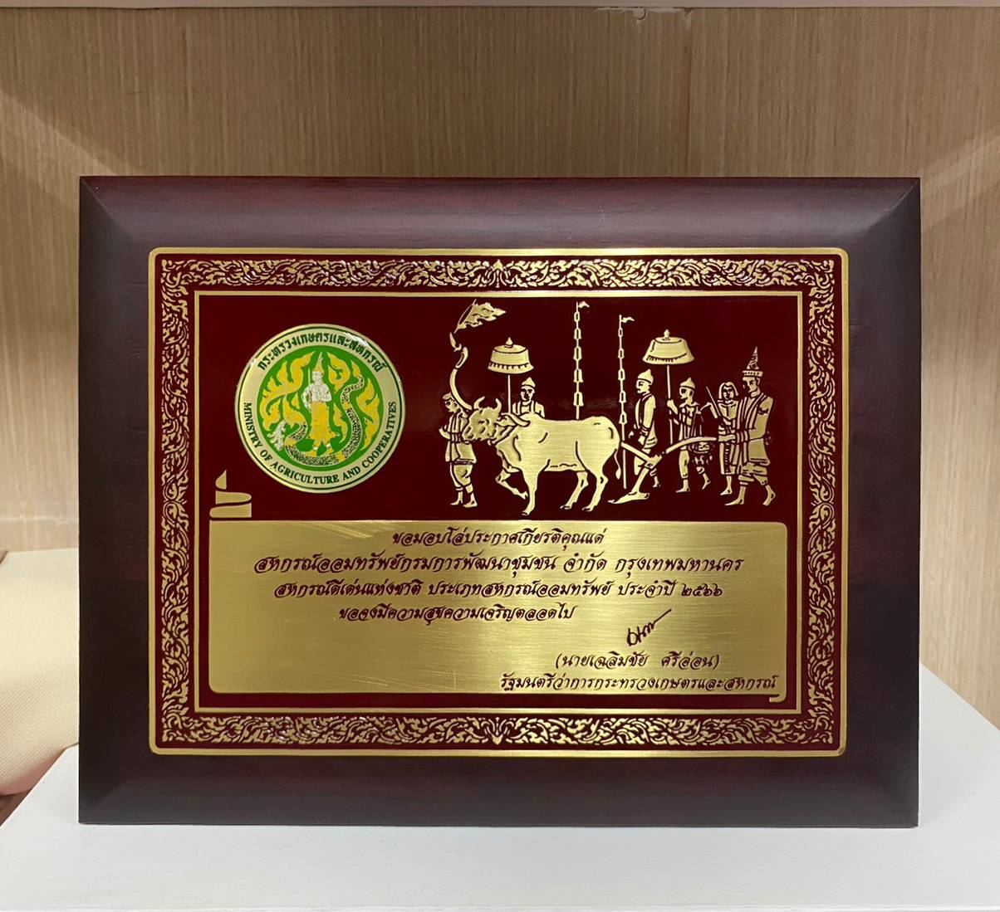 กระทรวงเกษตรและสหกรณ์
MINISTRY OF AGRICULTURE AND COOPERATIVES
ขอมอบโล่ประกาศเกียรติคุณแด่
สหกรณ์ออมทรัพย์กรมการพัฒนาชุมชน จำกัด กรุงเทพมหานคร
สหกรณ์ดีเด่นแห่งชาติ ประเภทสหกรณ์ออมทรัพย์ ประจำปี ๒๕๖๖
ขอจงมีความสุขความเจริญตลอดไป
(นายเฉลิมชัย ศรีอ่อน)
รัฐมนตรีว่าการกระทรวงเกษตรและสหกรณ์